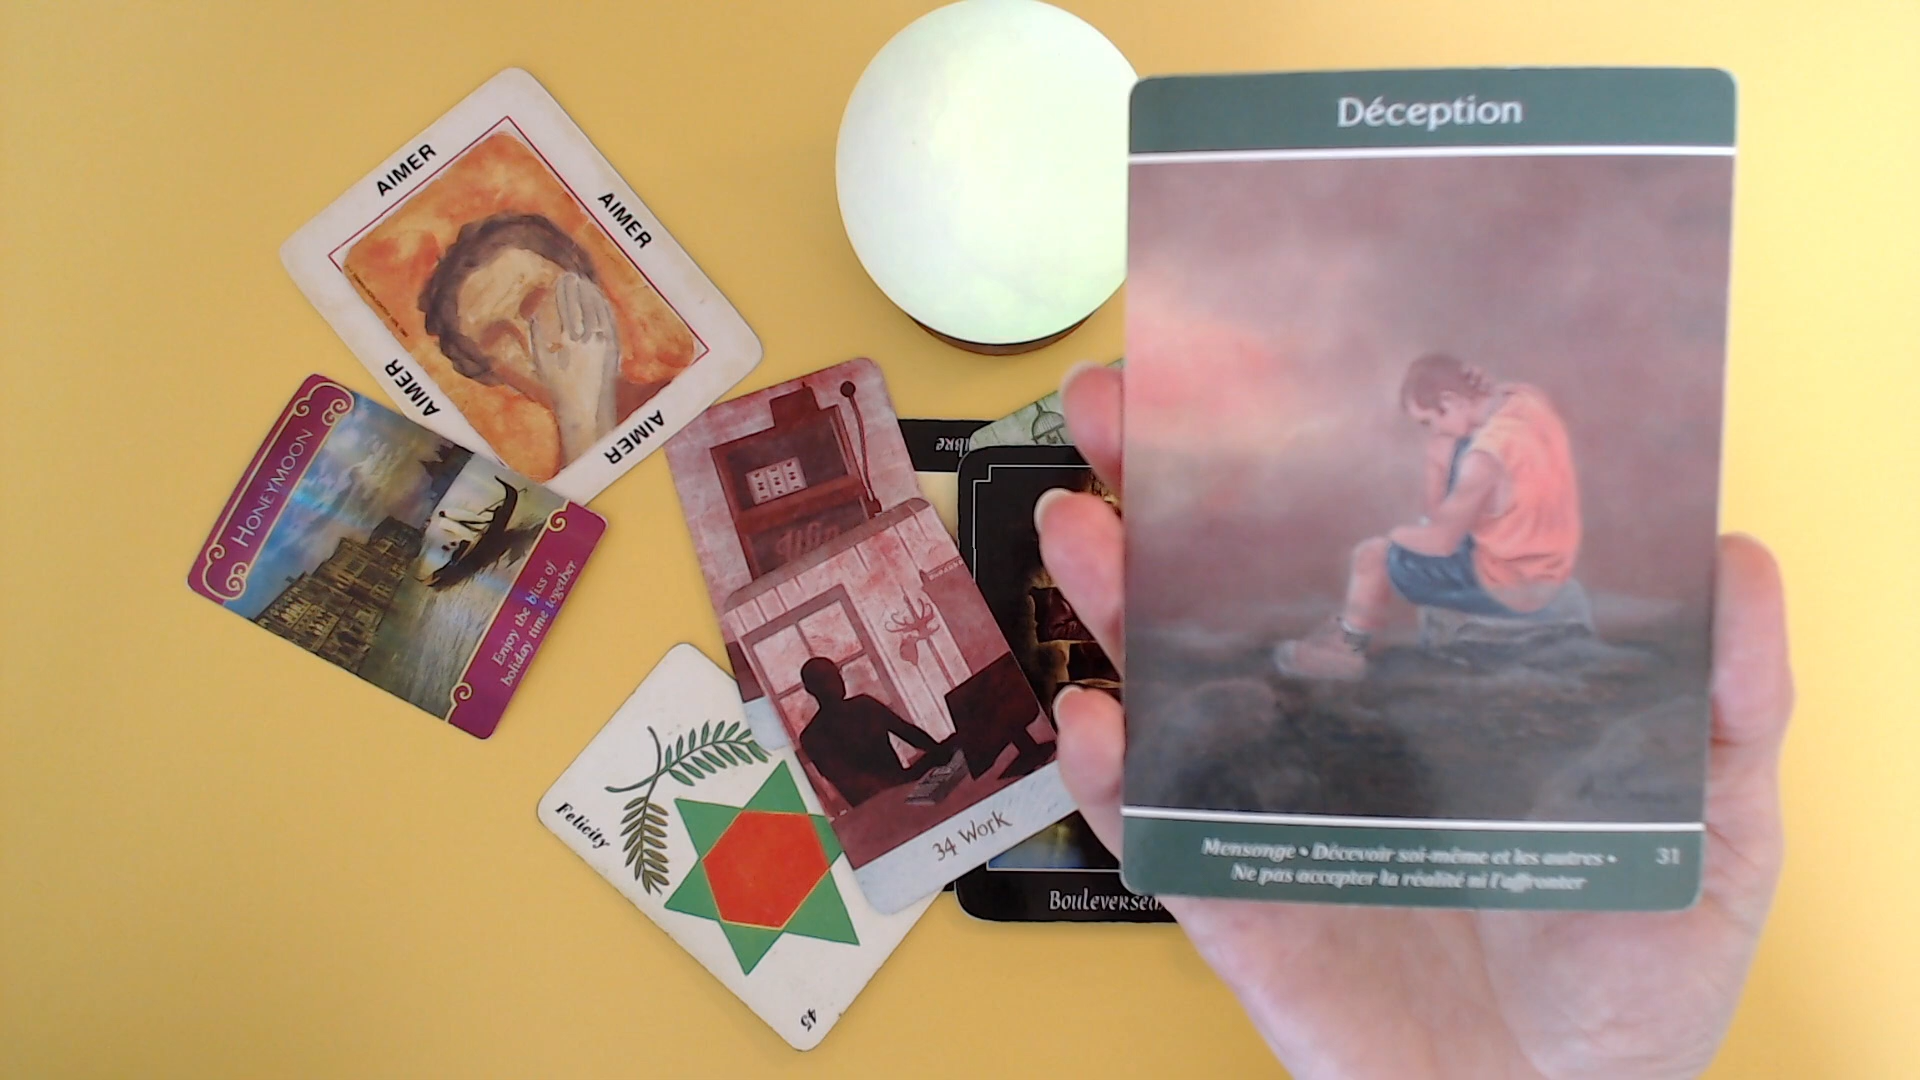 Déception
Mensonge • Décevoir soi-même et les autres •
Ne pas accepter la réalité ni l'affronter
31
AIMER
AIMER
AIMER
AIMER
HONEYMOON
Enjoy the bliss of
holiday time together.
Win
34 Work
Felicity
45